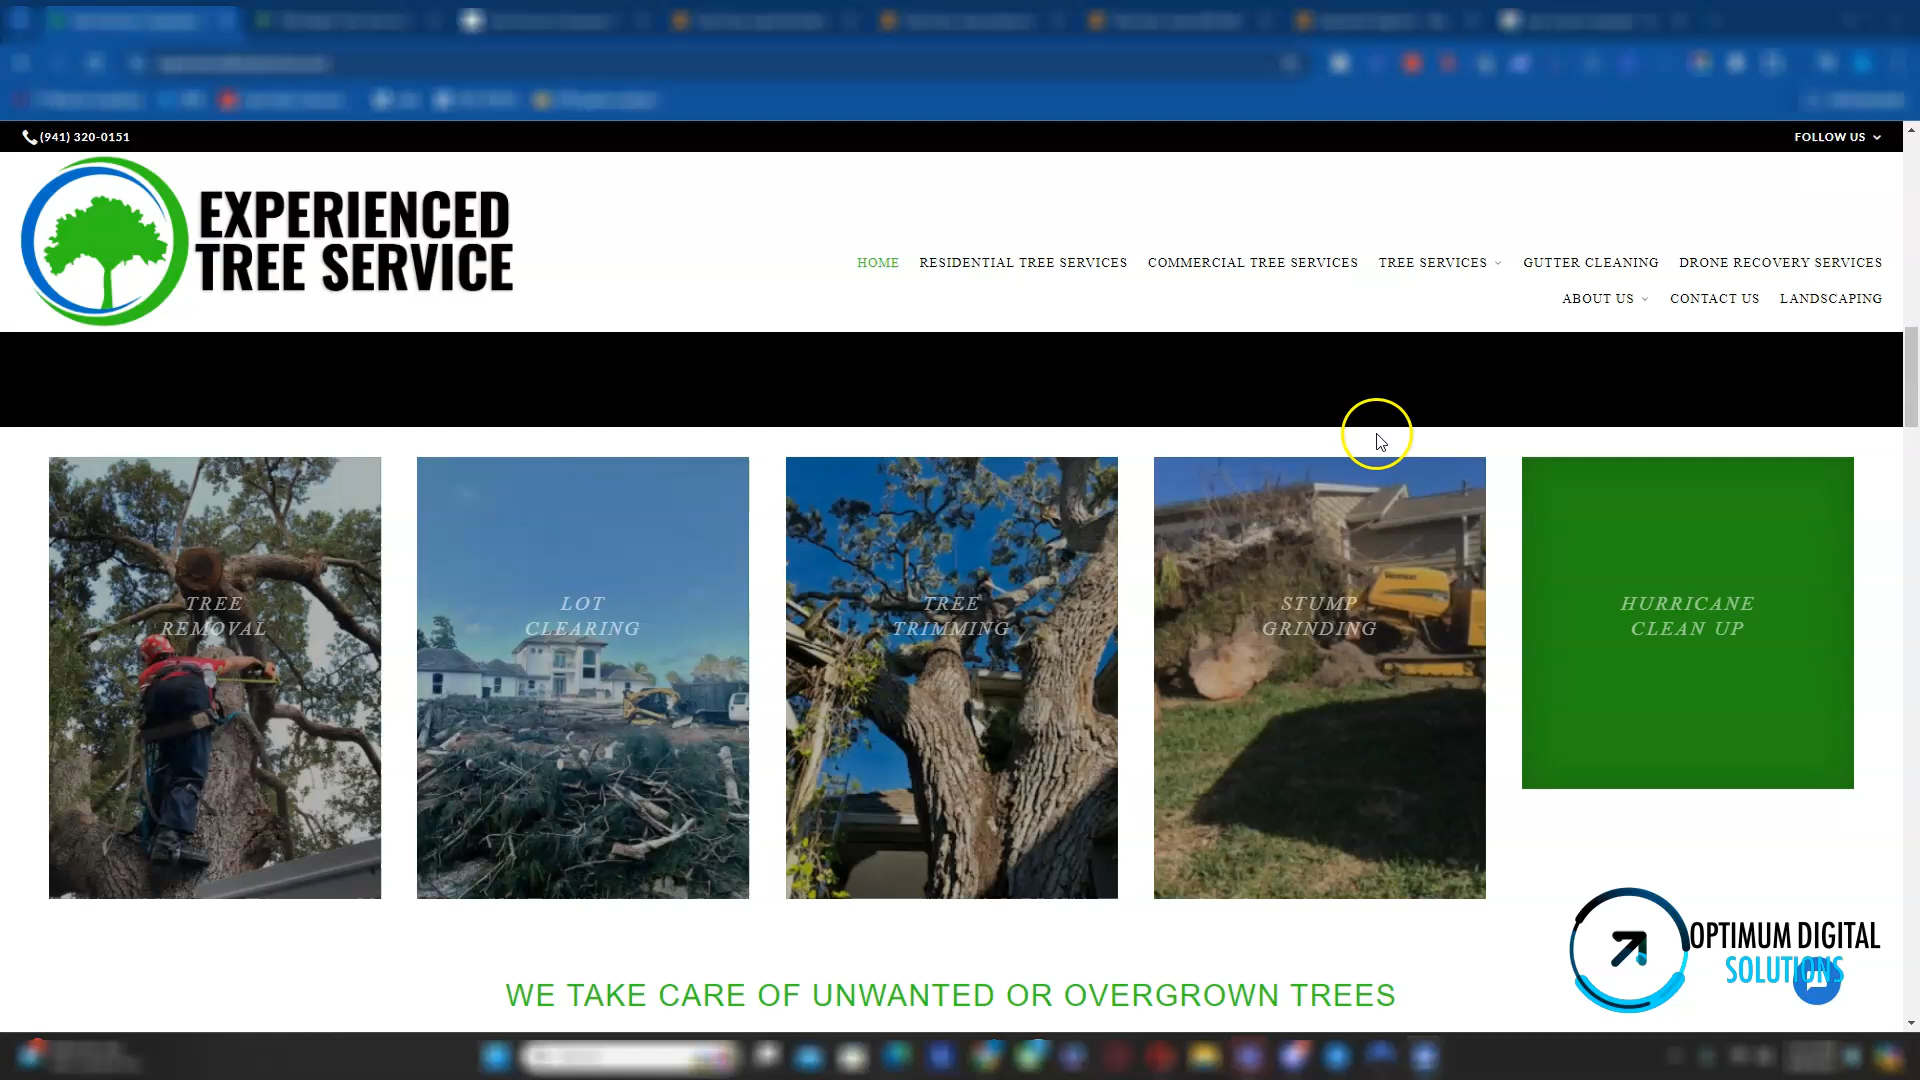 (941) 320-0151
FOLLOW US
EXPERIENCED
TREE SERVICE
HOME RESIDENTIAL TREE SERVICES COMMERCIAL TREE SERVICES TREE SERVICES GUTTER CLEANING DRONE RECOVERY SERVICES
ABOUT US CONTACT US LANDSCAPING
TREE
REMOVAL
LOT
CLEARING
TREE
TRIMMING
STUMP
GRINDING
HURRICANE
CLEAN UP
OPTIMUM DIGITAL
SOLUTIONS
WE TAKE CARE OF UNWANTED OR OVERGROWN TREES